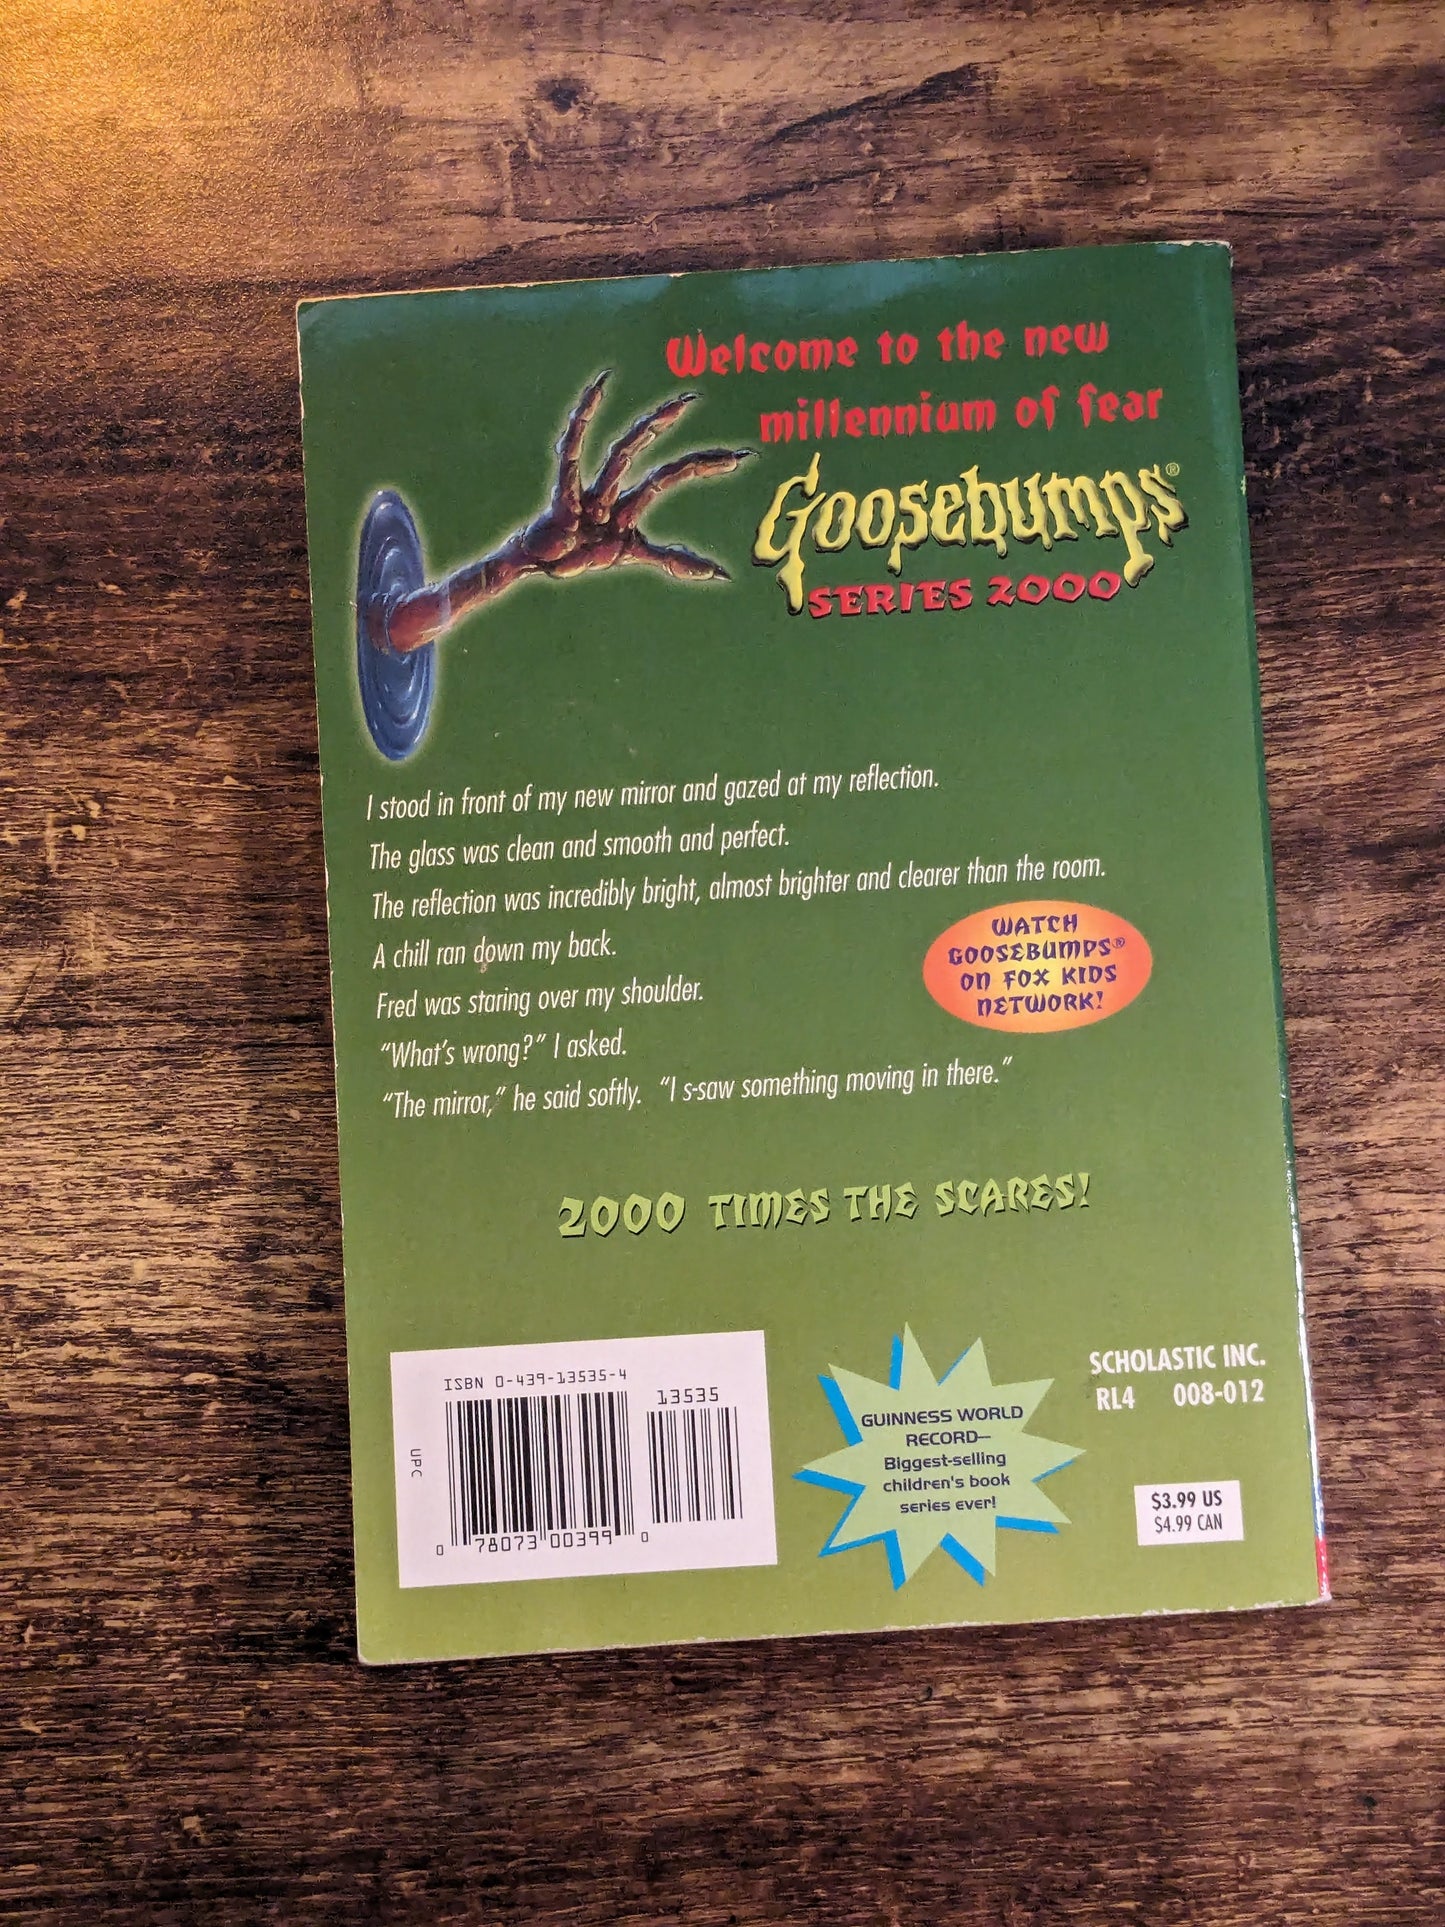 Welcome to the new
millennium of fear
Goosebumps®
SERIES 2000
I stood in front of my new mirror and gazed at my reflection.
The glass was clean and smooth and perfect.
The reflection was incredibly bright, almost brighter and clearer than the room.
A chill ran down my back.
Fred was staring over my shoulder.
“What's wrong?” I asked.
“The mirror,” he said softly. “I s-saw something moving in there.”
WATCH
GOOSEBUMPS®
ON FOX KIDS
NETWORK!
2000 TIMES THE SCARES!
ISBN 0-439-13535-4
13535
UPC
0 78073 00399 0
GUINNESS WORLD
RECORD—
Biggest-selling
children's book
series ever!
SCHOLASTIC INC.
RL4 008-012
$3.99 US
$4.99 CAN